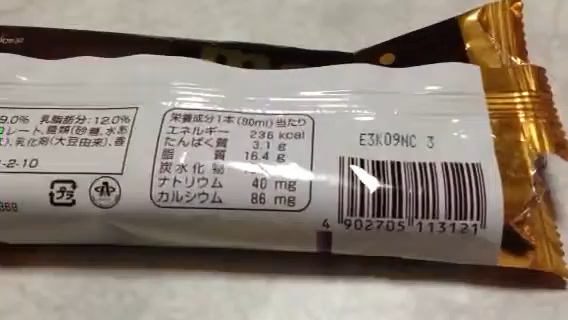 9.0% 乳脂肪分:12.0%
レート、糖類(砂糖、水あ
乳化剤(大豆由来)、香
-2-10
プラ
栄養成分1本(90ml)当たり
エネルギー 236 kcal
たんぱく質 3.1 g
脂質 16.4 g
炭水化物
ナトリウム 40 mg
カルシウム 86 mg
E3K09NC 3
4 902705 113121